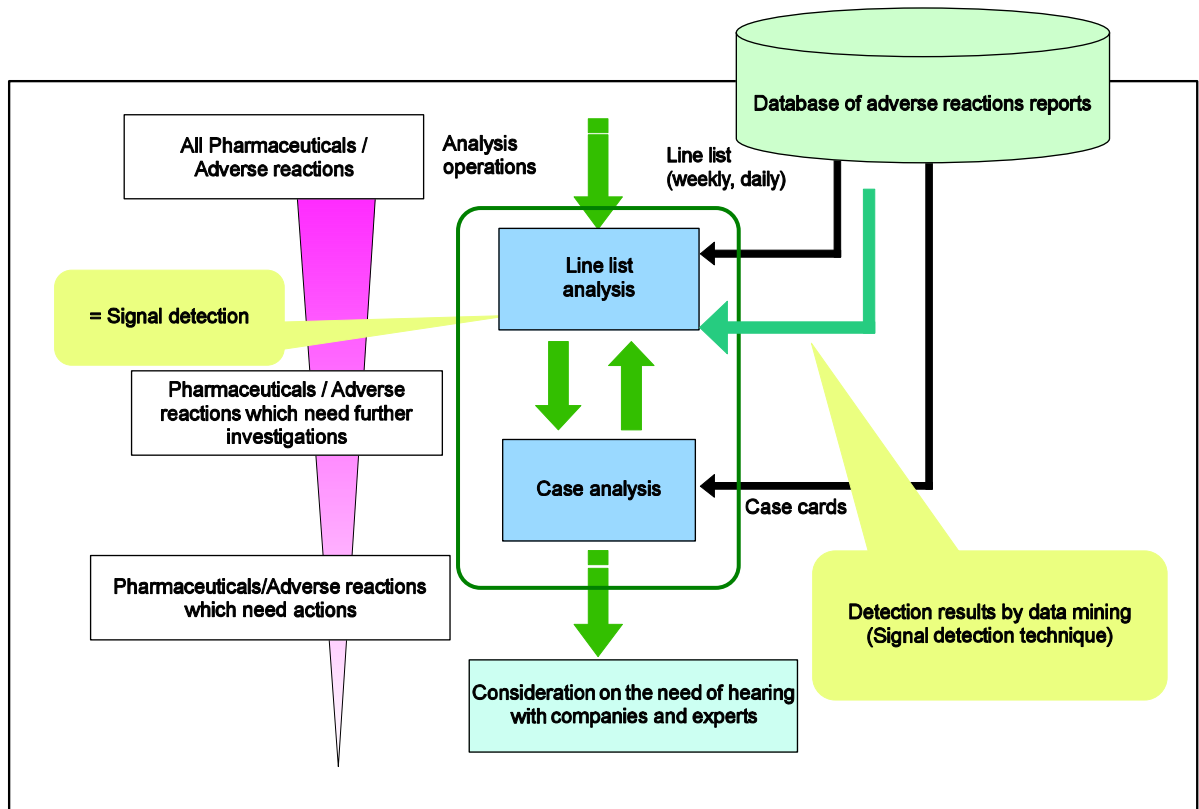 Database of adverse reactions reports
All Pharmaceuticals /
Adverse reactions
Analysis
operations
Line list
(weekly, daily)
Line list
analysis
= Signal detection
Pharmaceuticals / Adverse
reactions which need further
investigations
Case analysis
Case cards
Pharmaceuticals/Adverse reactions
which need actions
Detection results by data mining
(Signal detection technique)
Consideration on the need of hearing
with companies and experts